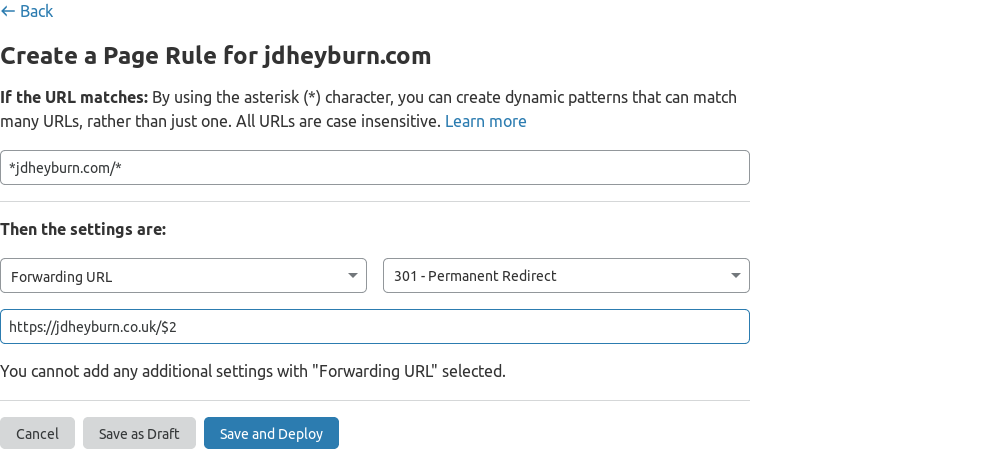 ← Back
Create a Page Rule for jdheyburn.com
If the URL matches: By using the asterisk (*) character, you can create dynamic patterns that can match
many URLs, rather than just one. All URLs are case insensitive. Learn more
*jdheyburn.com/*
Then the settings are:
Forwarding URL 301 - Permanent Redirect
https://jdheyburn.co.uk/$2
You cannot add any additional settings with "Forwarding URL" selected.
Cancel Save as Draft Save and Deploy